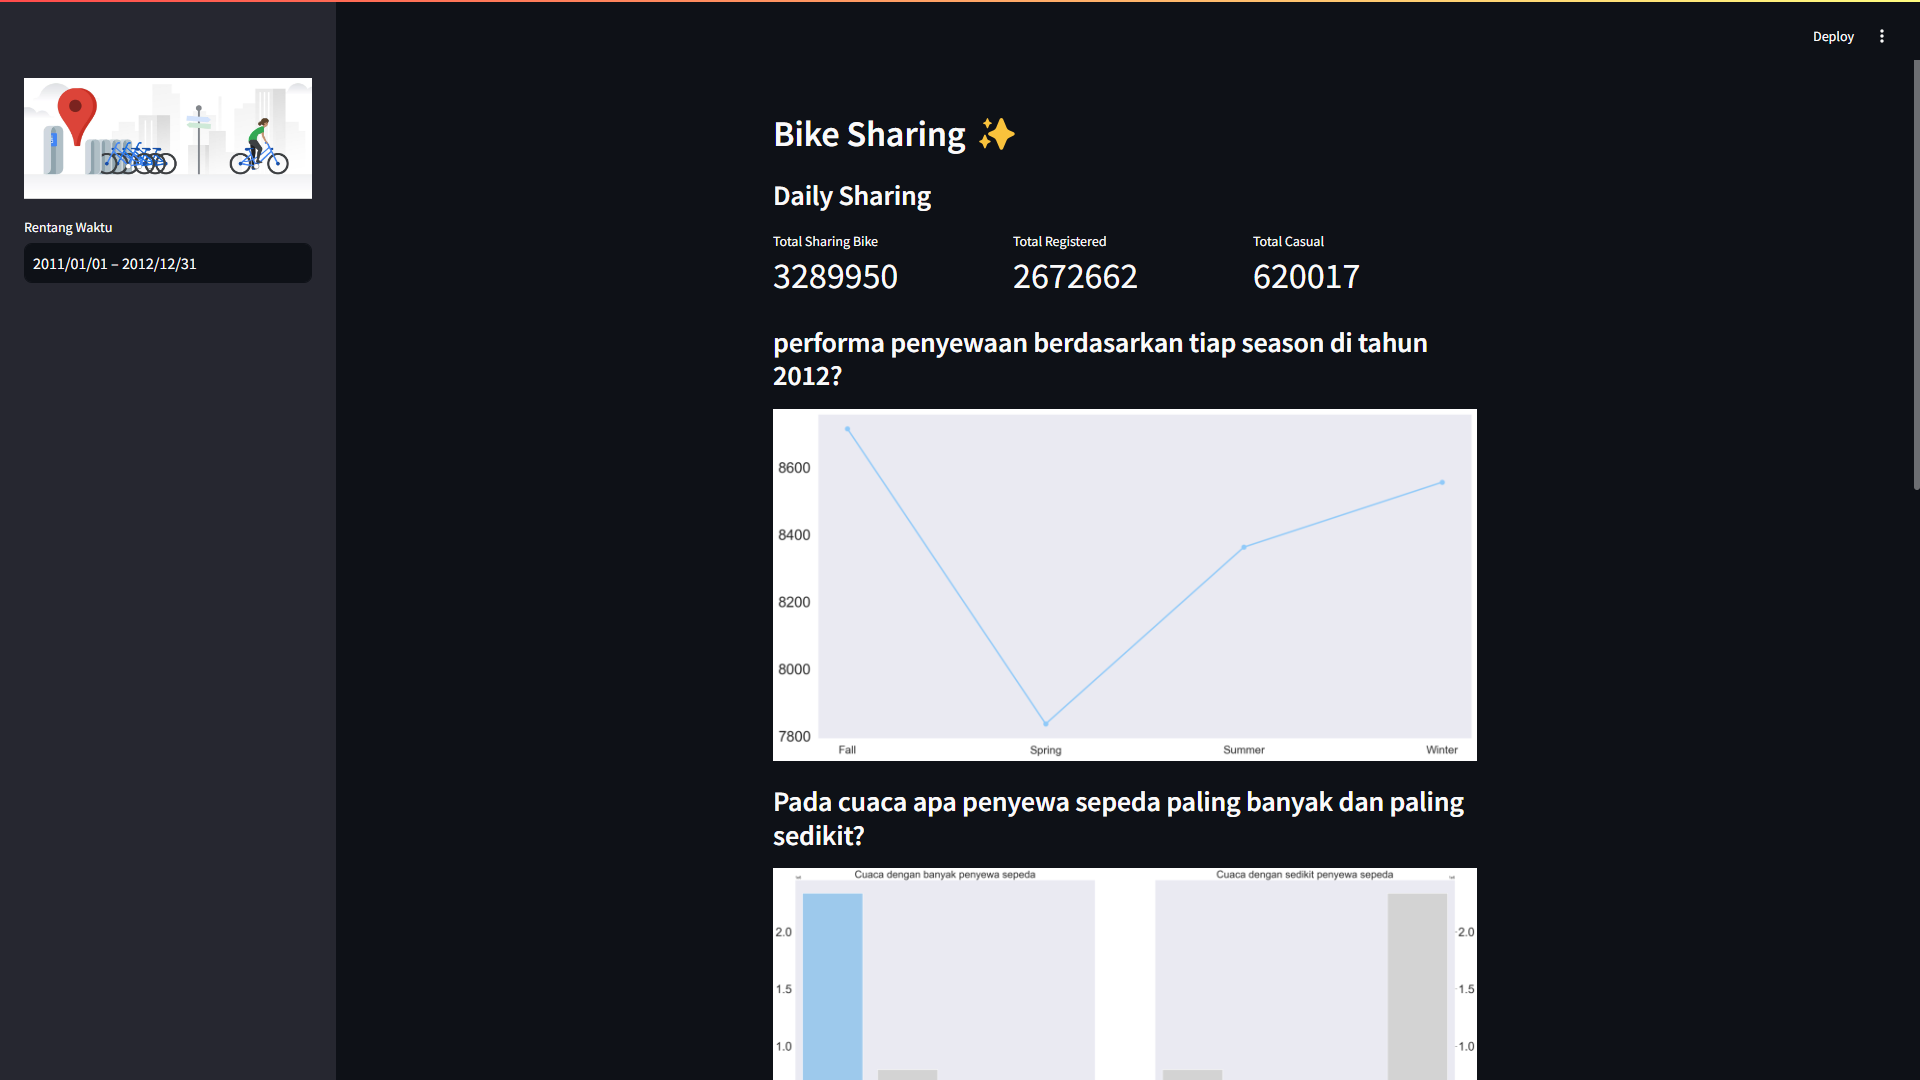 Deploy
Rentang Waktu
2011/01/01 – 2012/12/31
Bike Sharing ✨
Daily Sharing
Total Sharing Bike
3289950
Total Registered
2672662
Total Casual
620017
performa penyewaan berdasarkan tiap season di tahun
2012?
8600
8400
8200
8000
7800
Fall Spring Summer Winter
Pada cuaca apa penyewa sepeda paling banyak dan paling
sedikit?
Cuaca dengan banyak penyewa sepeda
2.0
1.5
1.0
Cuaca dengan sedikit penyewa sepeda
2.0
1.5
1.0